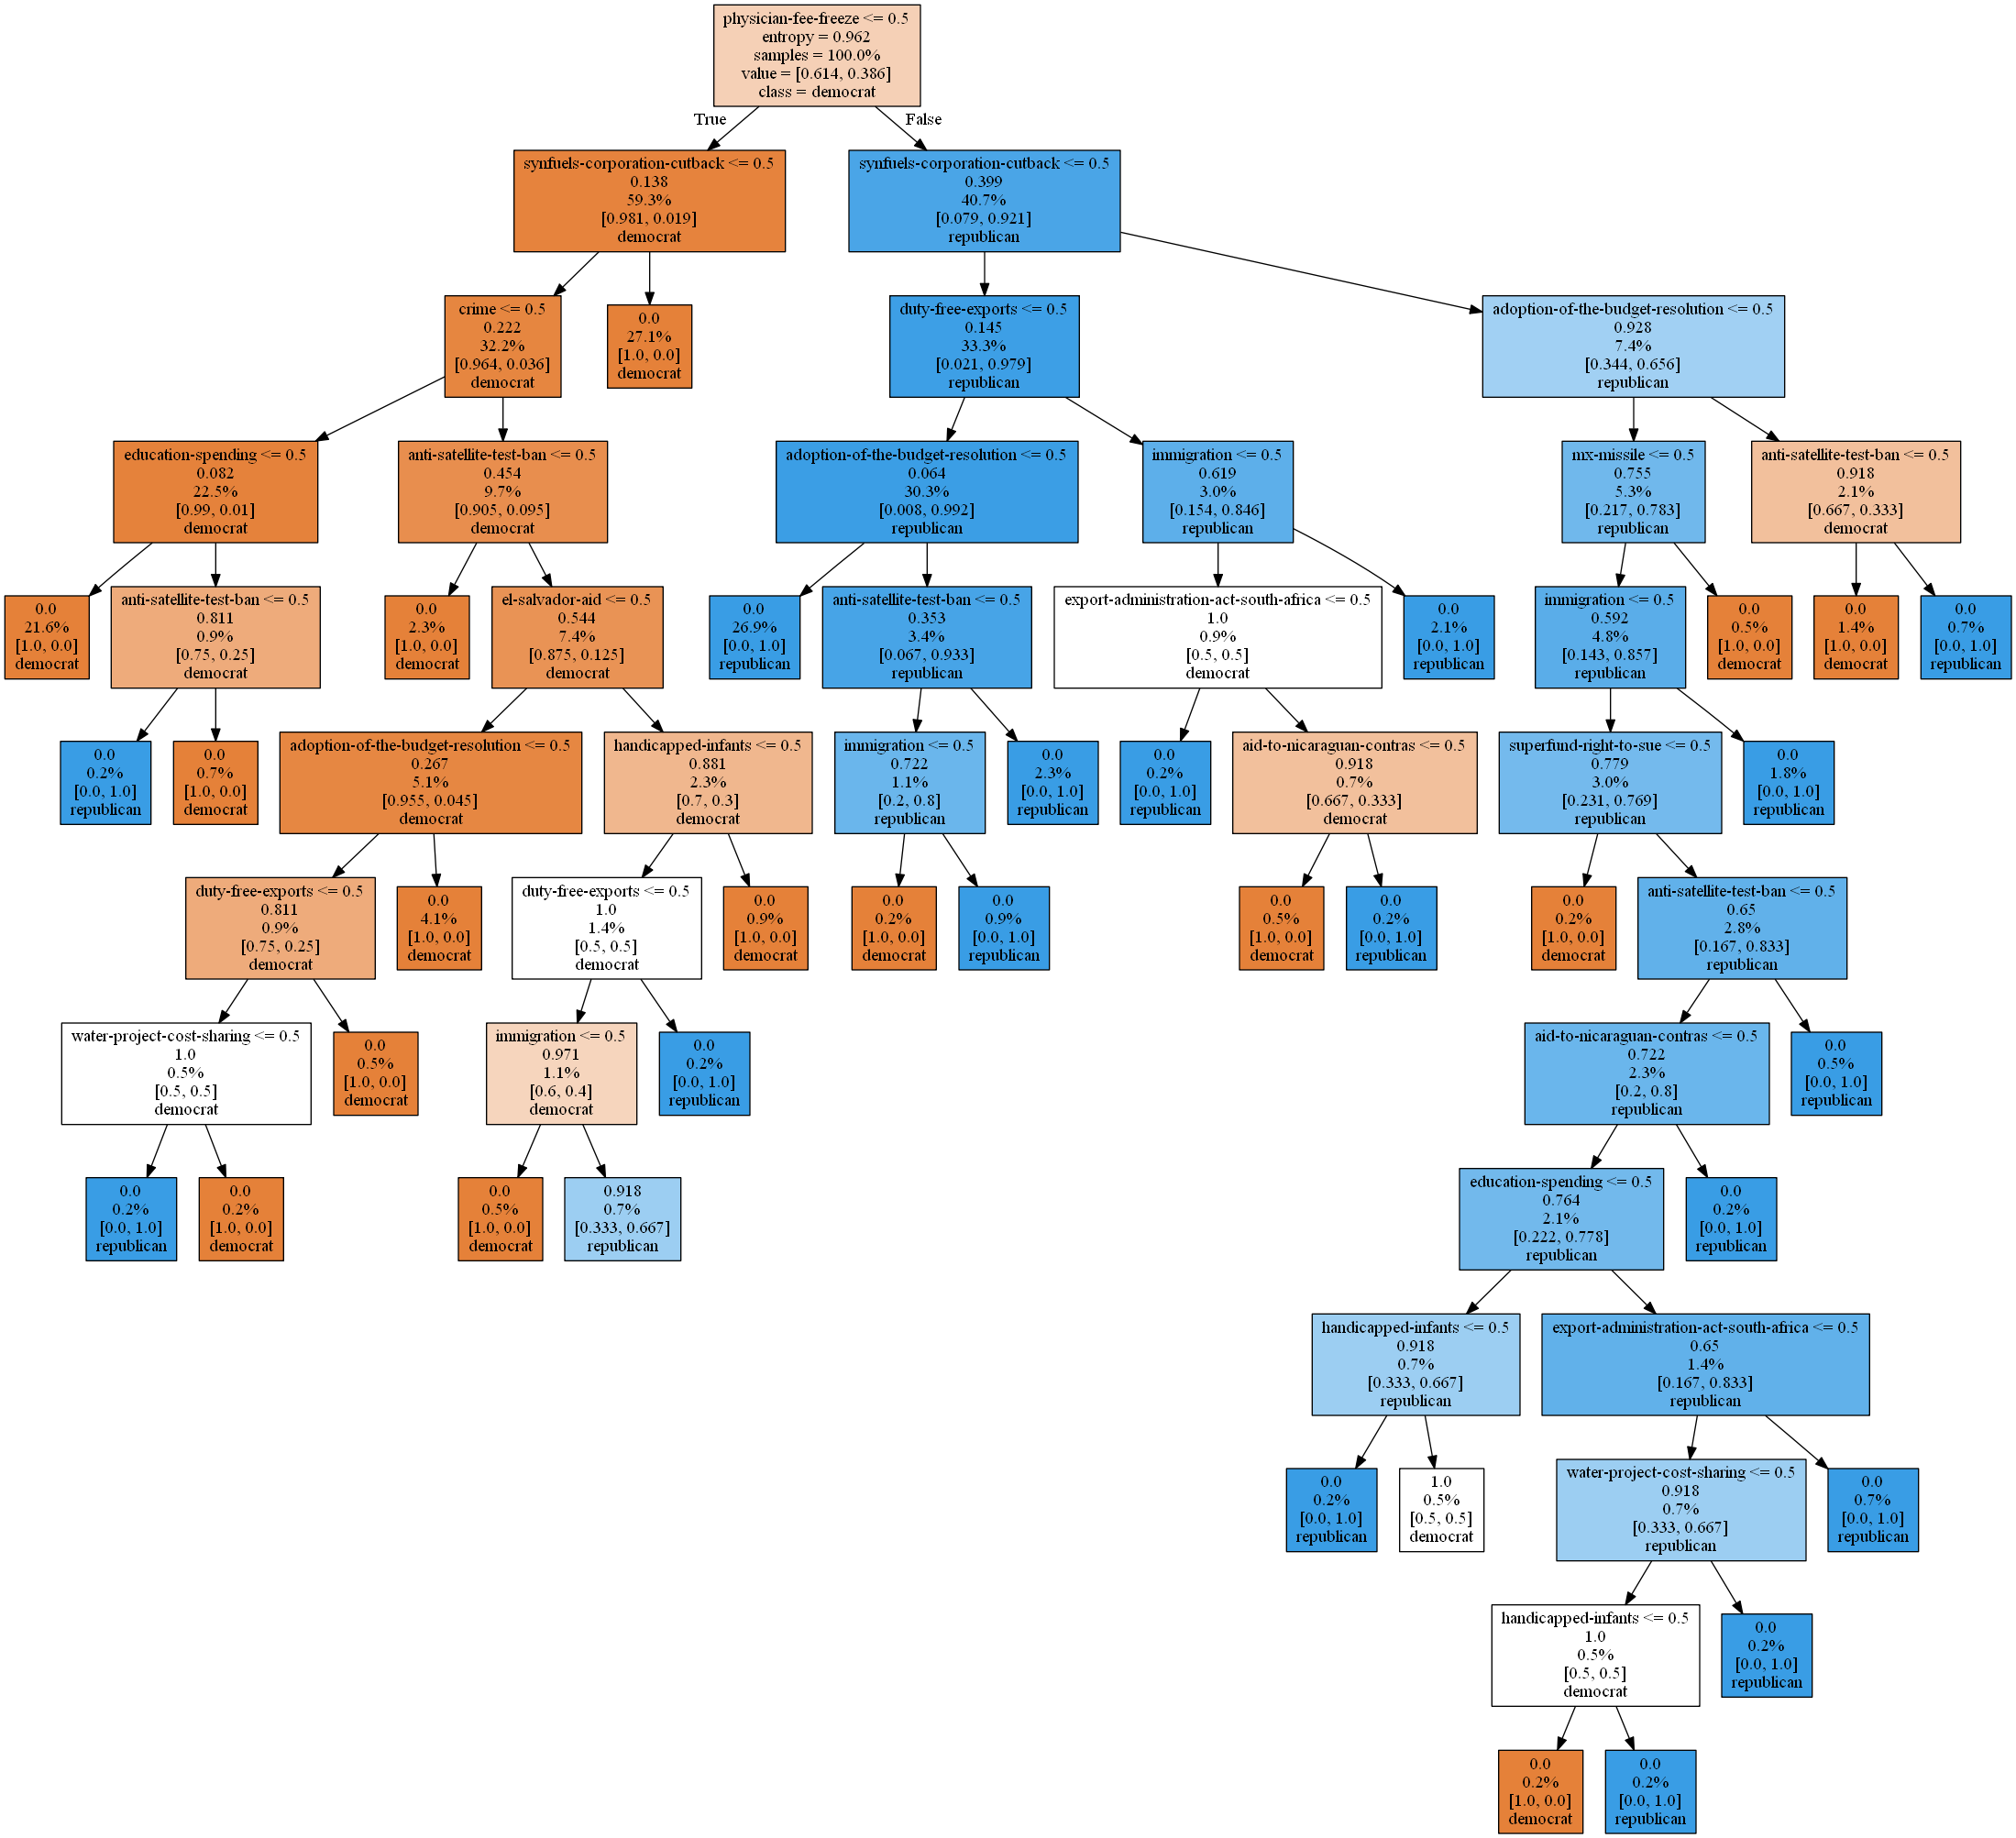 physician-fee-freeze <= 0.5
entropy = 0.962
samples = 100.0%
value = [0.614, 0.386]
class = democrat
True
False
synfuels-corporation-cutback <= 0.5
0.138
59.3%
[0.981, 0.019]
democrat
synfuels-corporation-cutback <= 0.5
0.399
40.7%
[0.079, 0.921]
republican
crime <= 0.5
0.222
32.2%
[0.964, 0.036]
democrat
0.0
27.1%
[1.0, 0.0]
democrat
duty-free-exports <= 0.5
0.145
33.3%
[0.021, 0.979]
republican
adoption-of-the-budget-resolution <= 0.5
0.928
7.4%
[0.344, 0.656]
republican
education-spending <= 0.5
0.082
22.5%
[0.99, 0.01]
democrat
anti-satellite-test-ban <= 0.5
0.454
9.7%
[0.905, 0.095]
democrat
adoption-of-the-budget-resolution <= 0.5
0.064
30.3%
[0.008, 0.992]
republican
immigration <= 0.5
0.619
3.0%
[0.154, 0.846]
republican
mx-missile <= 0.5
0.755
5.3%
[0.217, 0.783]
republican
anti-satellite-test-ban <= 0.5
0.918
2.1%
[0.667, 0.333]
democrat
0.0
21.6%
[1.0, 0.0]
democrat
anti-satellite-test-ban <= 0.5
0.811
0.9%
[0.75, 0.25]
democrat
0.0
2.3%
[1.0, 0.0]
democrat
el-salvador-aid <= 0.5
0.544
7.4%
[0.875, 0.125]
democrat
0.0
26.9%
[0.0, 1.0]
republican
anti-satellite-test-ban <= 0.5
0.353
3.4%
[0.067, 0.933]
republican
export-administration-act-south-africa <= 0.5
1.0
0.9%
[0.5, 0.5]
democrat
0.0
2.1%
[0.0, 1.0]
republican
immigration <= 0.5
0.592
4.8%
[0.143, 0.857]
republican
0.0
0.5%
[1.0, 0.0]
democrat
0.0
1.4%
[1.0, 0.0]
democrat
0.0
0.7%
[0.0, 1.0]
republican
0.0
0.2%
[0.0, 1.0]
republican
0.0
0.7%
[1.0, 0.0]
democrat
adoption-of-the-budget-resolution <= 0.5
0.267
5.1%
[0.955, 0.045]
democrat
handicapped-infants <= 0.5
0.881
2.3%
[0.7, 0.3]
democrat
immigration <= 0.5
0.722
1.1%
[0.2, 0.8]
republican
0.0
2.3%
[0.0, 1.0]
republican
0.0
0.2%
[0.0, 1.0]
republican
aid-to-nicaraguan-contras <= 0.5
0.918
0.7%
[0.667, 0.333]
democrat
superfund-right-to-sue <= 0.5
0.779
3.0%
[0.231, 0.769]
republican
0.0
1.8%
[0.0, 1.0]
republican
duty-free-exports <= 0.5
0.811
0.9%
[0.75, 0.25]
democrat
0.0
4.1%
[1.0, 0.0]
democrat
duty-free-exports <= 0.5
1.0
1.4%
[0.5, 0.5]
democrat
0.0
0.9%
[1.0, 0.0]
democrat
0.0
0.2%
[1.0, 0.0]
democrat
0.0
0.9%
[0.0, 1.0]
republican
0.0
0.5%
[1.0, 0.0]
democrat
0.0
0.2%
[0.0, 1.0]
republican
0.0
0.2%
[1.0, 0.0]
democrat
anti-satellite-test-ban <= 0.5
0.65
2.8%
[0.167, 0.833]
republican
water-project-cost-sharing <= 0.5
1.0
0.5%
[0.5, 0.5]
democrat
0.0
0.5%
[1.0, 0.0]
democrat
immigration <= 0.5
0.971
1.1%
[0.6, 0.4]
democrat
0.0
0.2%
[0.0, 1.0]
republican
aid-to-nicaraguan-contras <= 0.5
0.722
2.3%
[0.2, 0.8]
republican
0.0
0.5%
[0.0, 1.0]
republican
0.0
0.2%
[0.0, 1.0]
republican
0.0
0.2%
[1.0, 0.0]
democrat
0.0
0.5%
[1.0, 0.0]
democrat
0.918
0.7%
[0.333, 0.667]
republican
education-spending <= 0.5
0.764
2.1%
[0.222, 0.778]
republican
0.0
0.2%
[0.0, 1.0]
republican
handicapped-infants <= 0.5
0.918
0.7%
[0.333, 0.667]
republican
export-administration-act-south-africa <= 0.5
0.65
1.4%
[0.167, 0.833]
republican
0.0
0.2%
[0.0, 1.0]
republican
1.0
0.5%
[0.5, 0.5]
democrat
water-project-cost-sharing <= 0.5
0.918
0.7%
[0.333, 0.667]
republican
0.0
0.7%
[0.0, 1.0]
republican
handicapped-infants <= 0.5
1.0
0.5%
[0.5, 0.5]
democrat
0.0
0.2%
[0.0, 1.0]
republican
0.0
0.2%
[1.0, 0.0]
democrat
0.0
0.2%
[0.0, 1.0]
republican